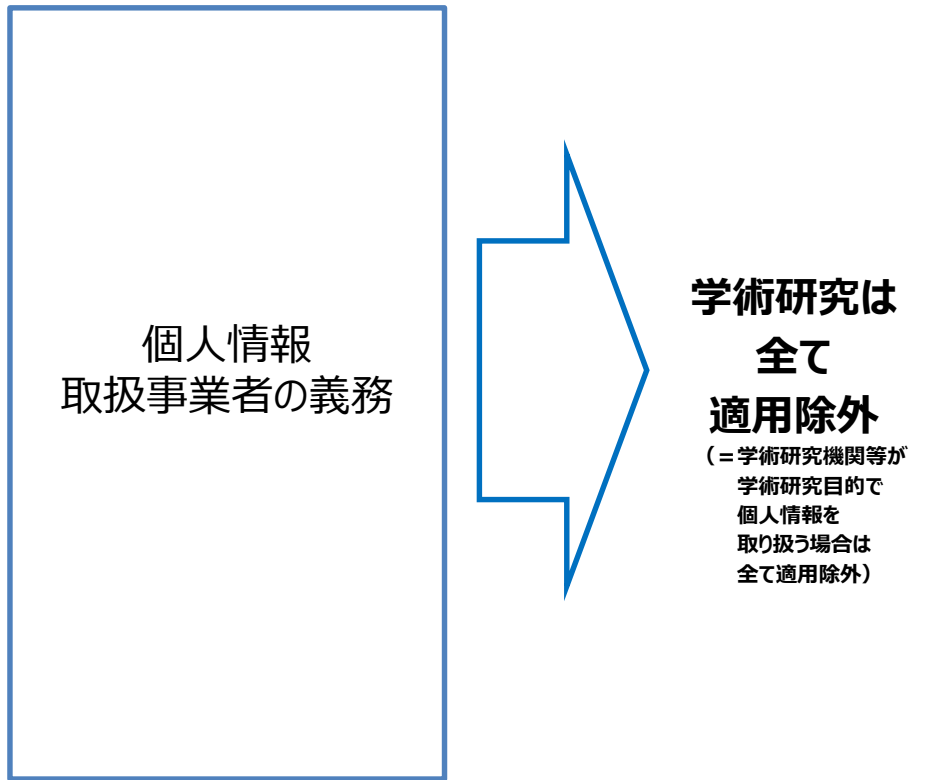 個人情報
取扱事業者の義務
学術研究は
全て
適用除外
（＝学術研究機関等が
学術研究目的で
個人情報を
取り扱う場合は
全て適用除外）